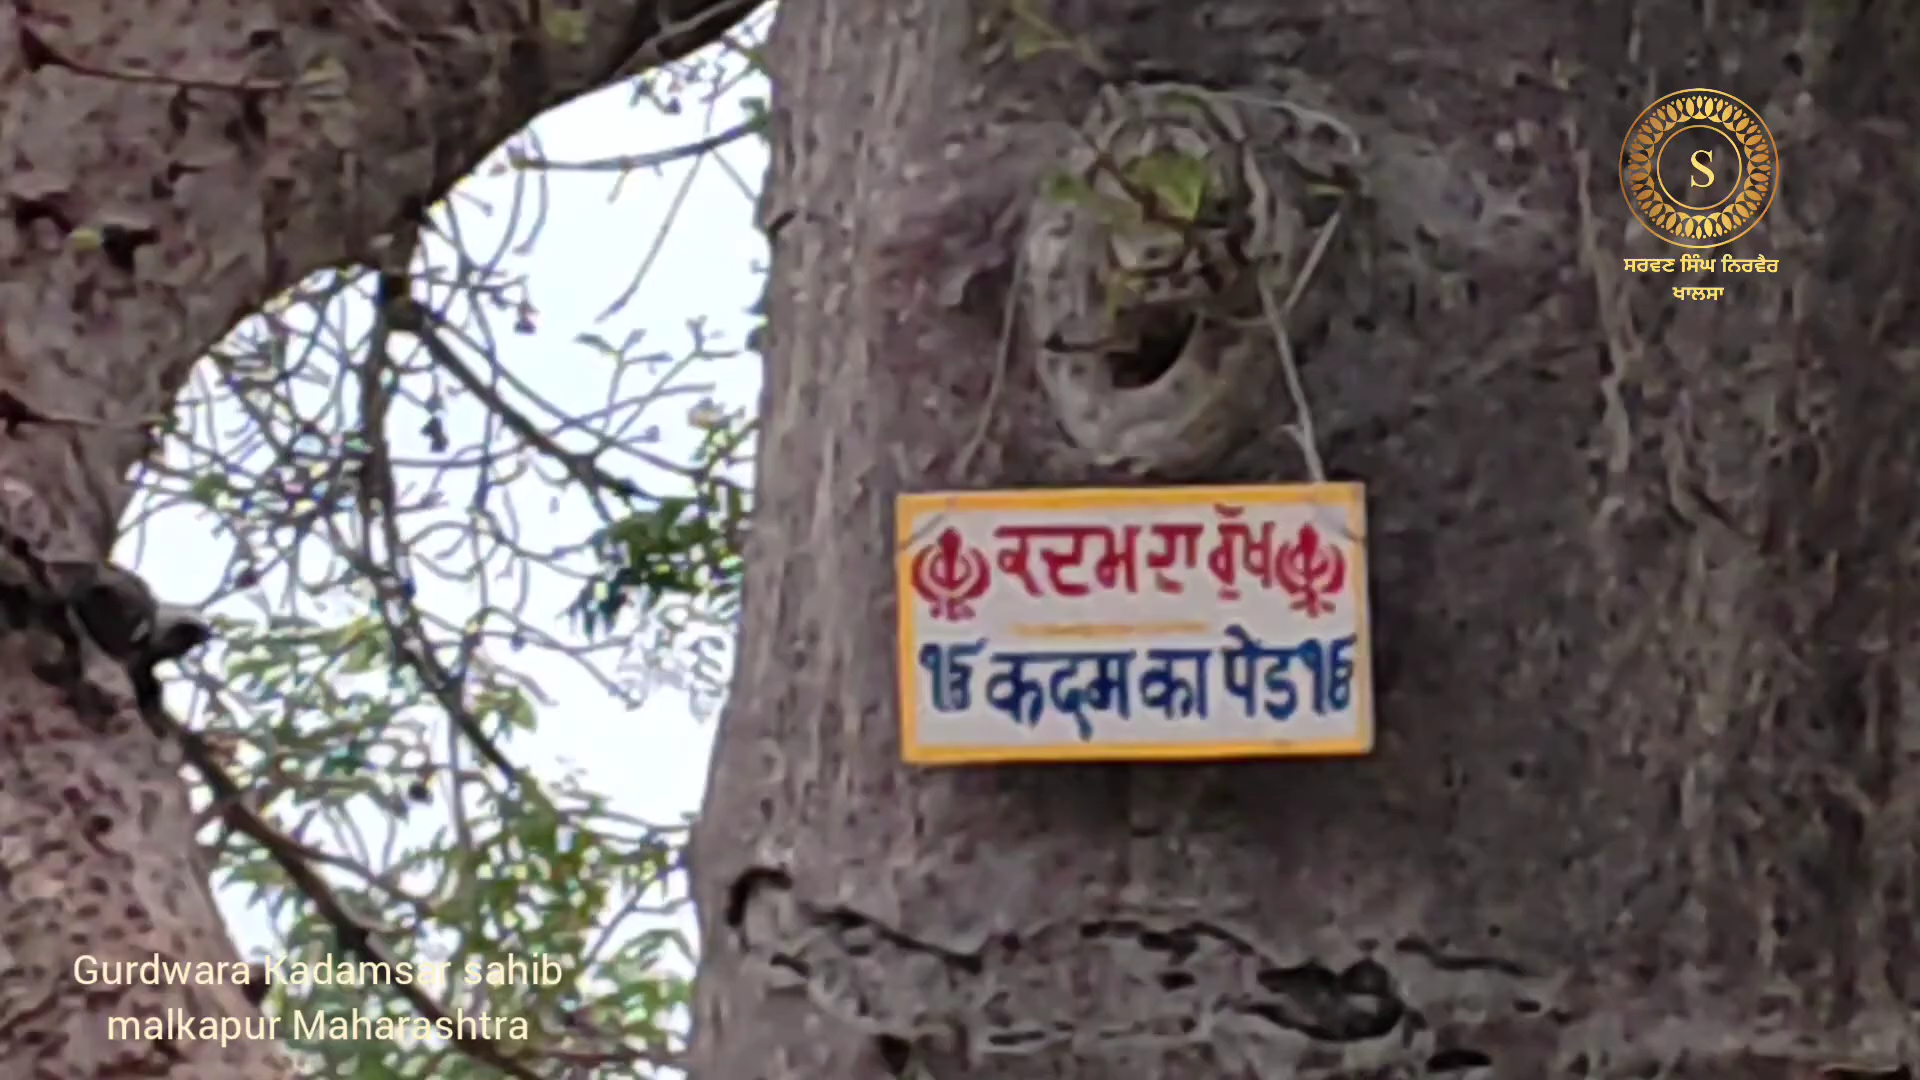 S
ਸਰਵਣ ਸਿੰਘ ਨਿਰਵੈਰ
ਖਾਲਸਾ
ਕਦਮ ਦਾ ਰੁੱਖ
कदम का पेड
Gurdwara Kadamsar sahib
malkapur Maharashtra